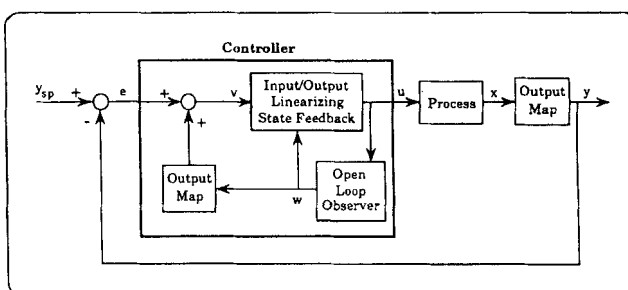 Controller
y_sp
+
-
e
+
+
v
Input/Output
Linearizing
State Feedback
u
Process
x
Output
Map
y
Output
Map
w
Open
Loop
Observer